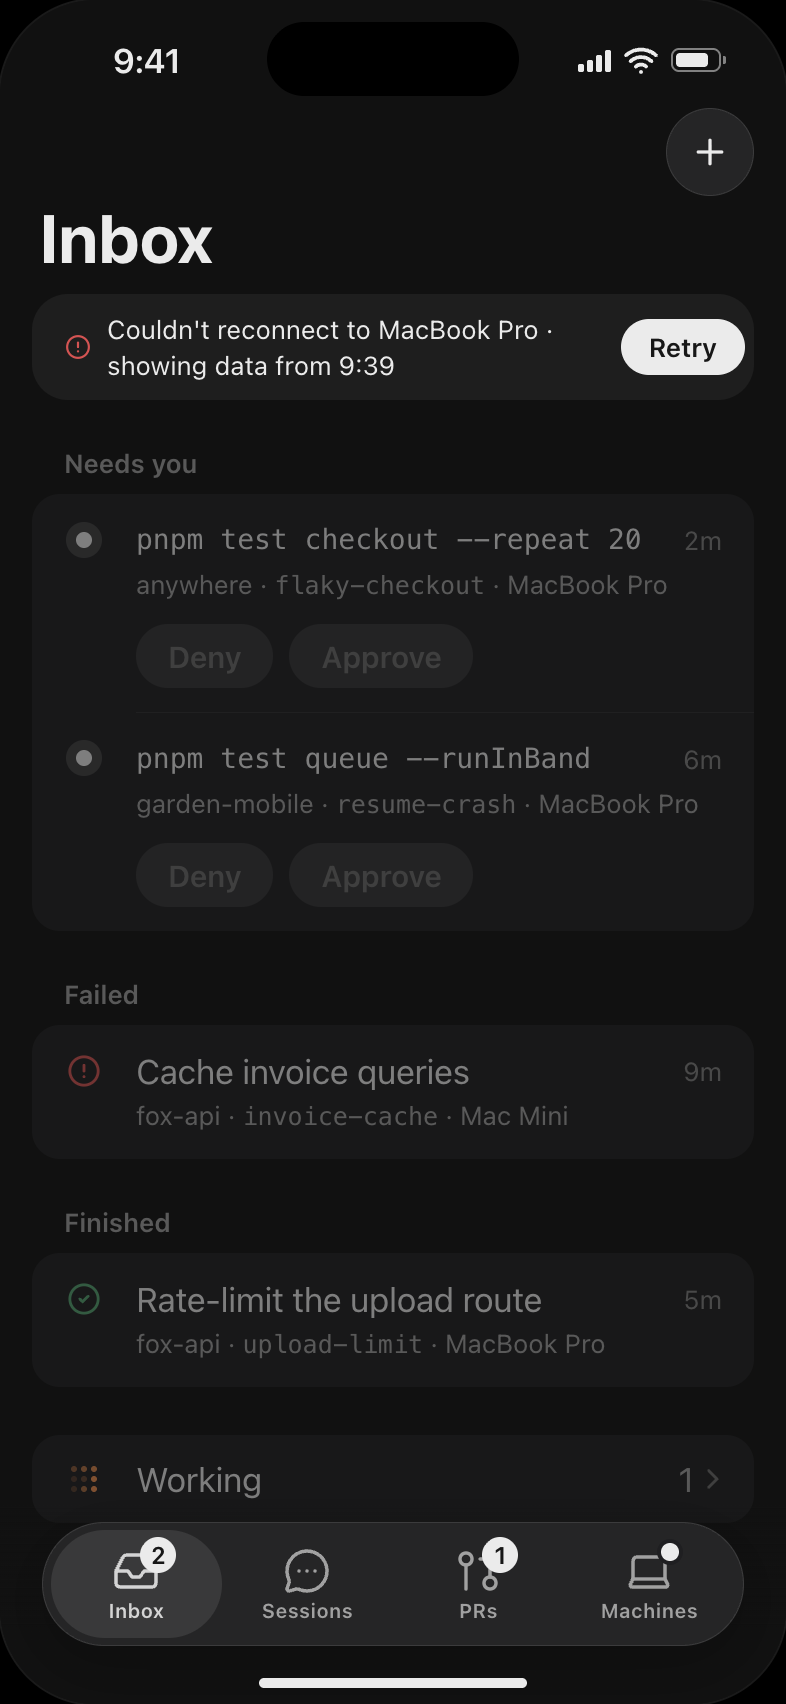 9:41
Inbox
Couldn't reconnect to MacBook Pro ·
showing data from 9:39
Retry
Needs you
pnpm test checkout --repeat 20
2m
anywhere · flaky-checkout · MacBook Pro
Deny
Approve
pnpm test queue --runInBand
6m
garden-mobile · resume-crash · MacBook Pro
Deny
Approve
Failed
Cache invoice queries
9m
fox-api · invoice-cache · Mac Mini
Finished
Rate-limit the upload route
5m
fox-api · upload-limit · MacBook Pro
Working
1
2
1
Inbox
Sessions
PRs
Machines